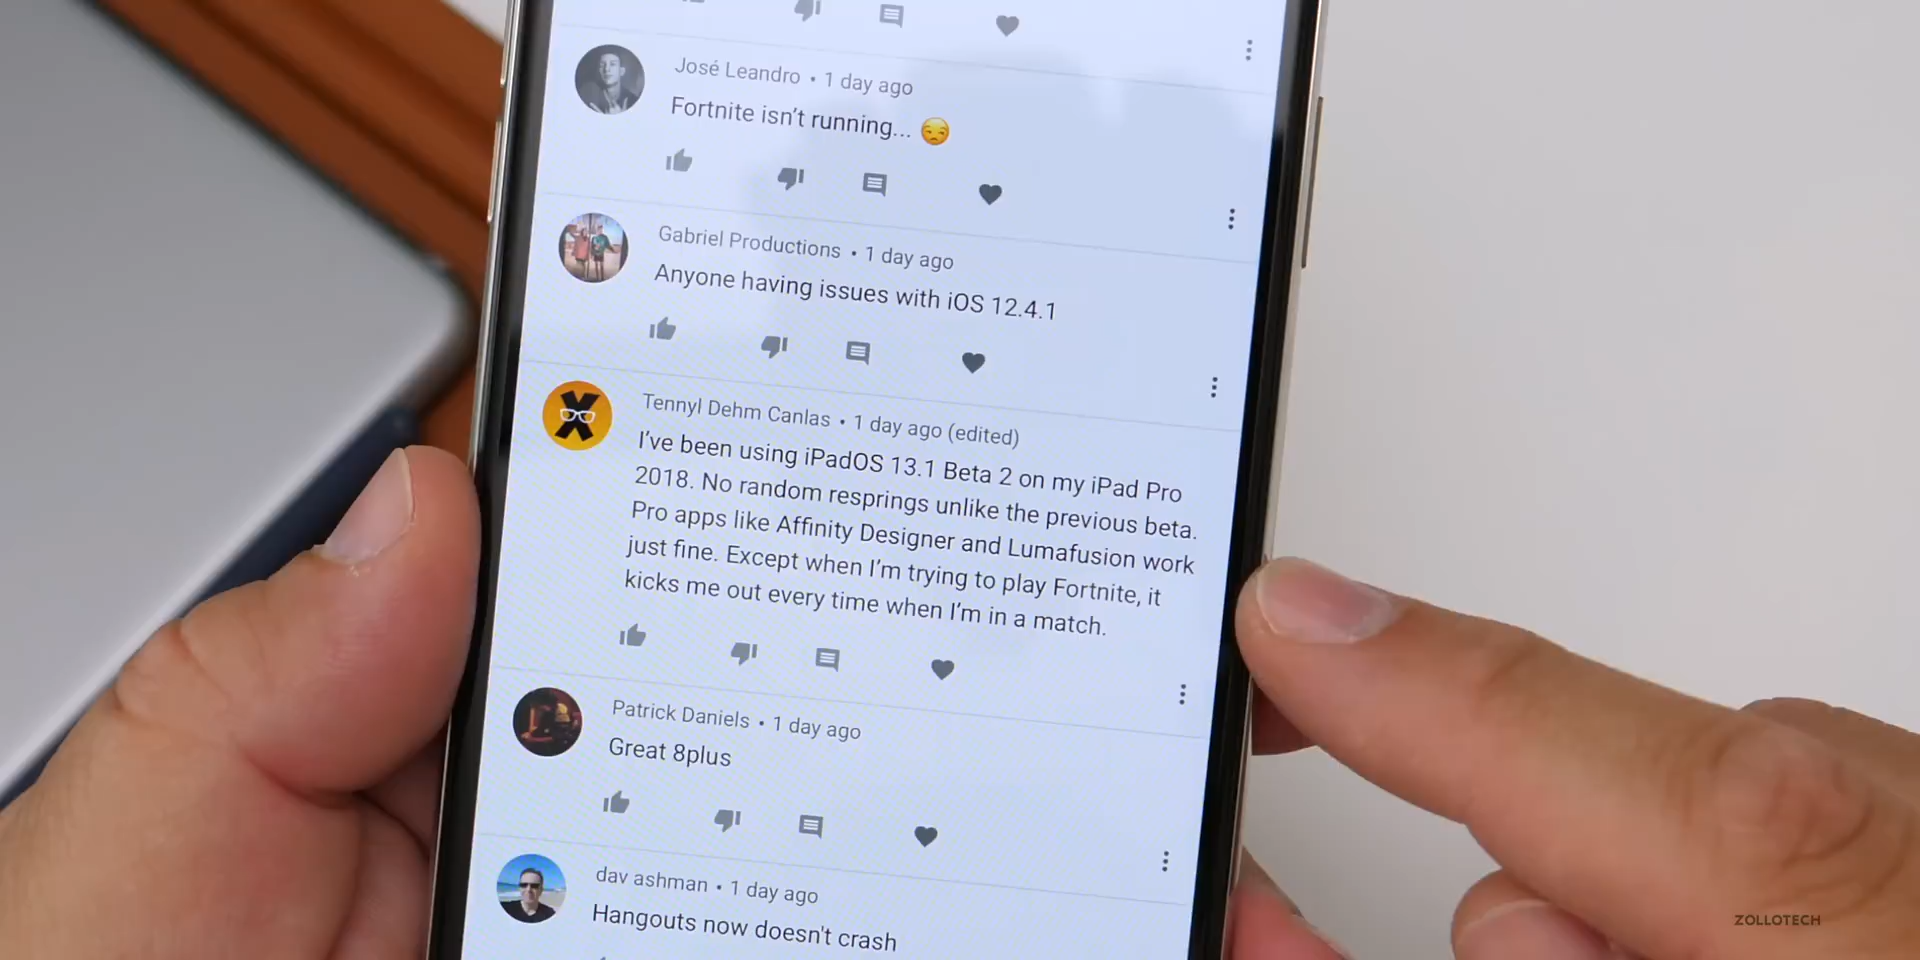 José Leandro • 1 day ago
Fortnite isn't running... 😒
Gabriel Productions • 1 day ago
Anyone having issues with iOS 12.4.1
Tennyl Dehm Canlas • 1 day ago (edited)
I've been using iPadOS 13.1 Beta 2 on my iPad Pro
2018. No random resprings unlike the previous beta.
Pro apps like Affinity Designer and Lumafusion work
just fine. Except when I'm trying to play Fortnite, it
kicks me out every time when I'm in a match.
Patrick Daniels • 1 day ago
Great 8plus
dav ashman • 1 day ago
Hangouts now doesn't crash
ZOLLOTECH